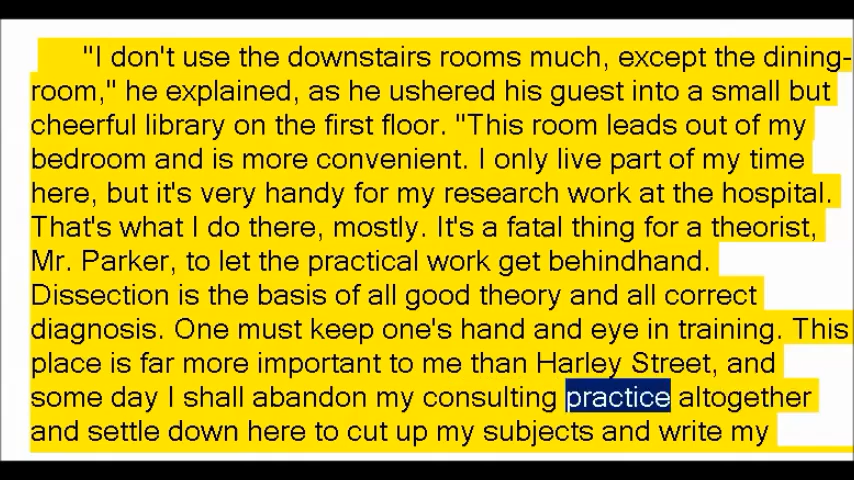 "I don't use the downstairs rooms much, except the dining-
room," he explained, as he ushered his guest into a small but
cheerful library on the first floor. "This room leads out of my
bedroom and is more convenient. I only live part of my time
here, but it's very handy for my research work at the hospital.
That's what I do there, mostly. It's a fatal thing for a theorist,
Mr. Parker, to let the practical work get behindhand.
Dissection is the basis of all good theory and all correct
diagnosis. One must keep one's hand and eye in training. This
place is far more important to me than Harley Street, and
some day I shall abandon my consulting practice altogether
and settle down here to cut up my subjects and write my